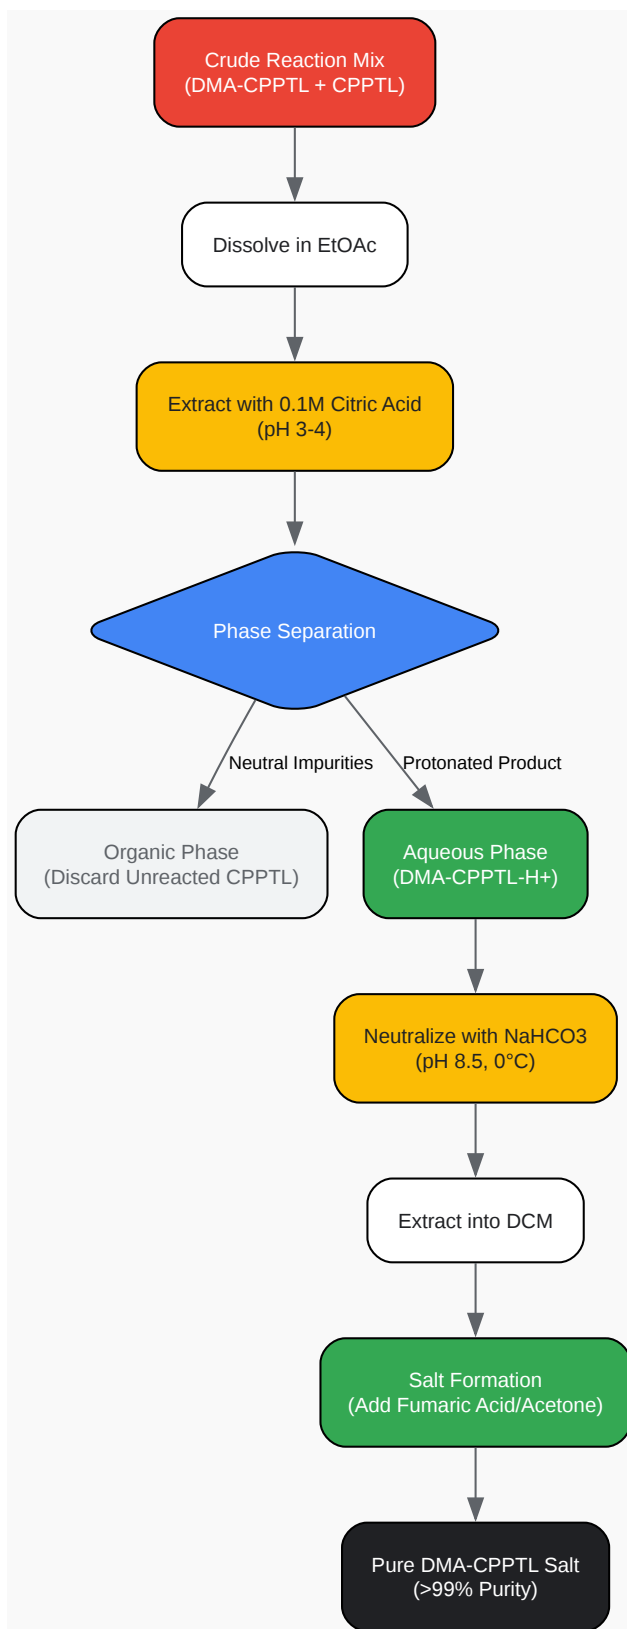 Crude Reaction Mix
(DMA-CPPTL + CPPTL)
Dissolve in EtOAc
Extract with 0.1M Citric Acid
(pH 3-4)
Phase Separation
Neutral Impurities
Protonated Product
Organic Phase
(Discard Unreacted CPPTL)
Aqueous Phase
(DMA-CPPTL-H+)
Neutralize with NaHCO3
(pH 8.5, 0°C)
Extract into DCM
Salt Formation
(Add Fumaric Acid/Acetone)
Pure DMA-CPPTL Salt
(>99% Purity)